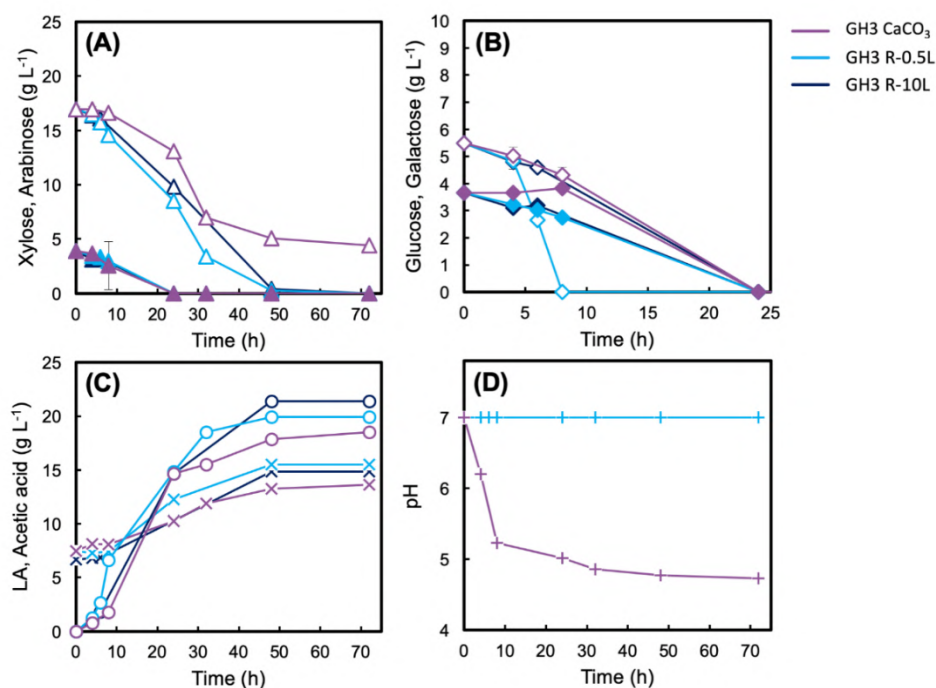 (A)
Xylose, Arabinose (g L⁻¹)
25
20
15
10
5
0
0 10 20 30 40 50 60 70
Time (h)
(B)
Glucose, Galactose (g L⁻¹)
10
9
8
7
6
5
4
3
2
1
0
0 5 10 15 20 25
Time (h)
GH3 CaCO₃
GH3 R-0.5L
GH3 R-10L
(C)
LA, Acetic acid (g L⁻¹)
25
20
15
10
5
0
0 10 20 30 40 50 60 70
Time (h)
(D)
pH
8
7
6
5
4
0 10 20 30 40 50 60 70
Time (h)